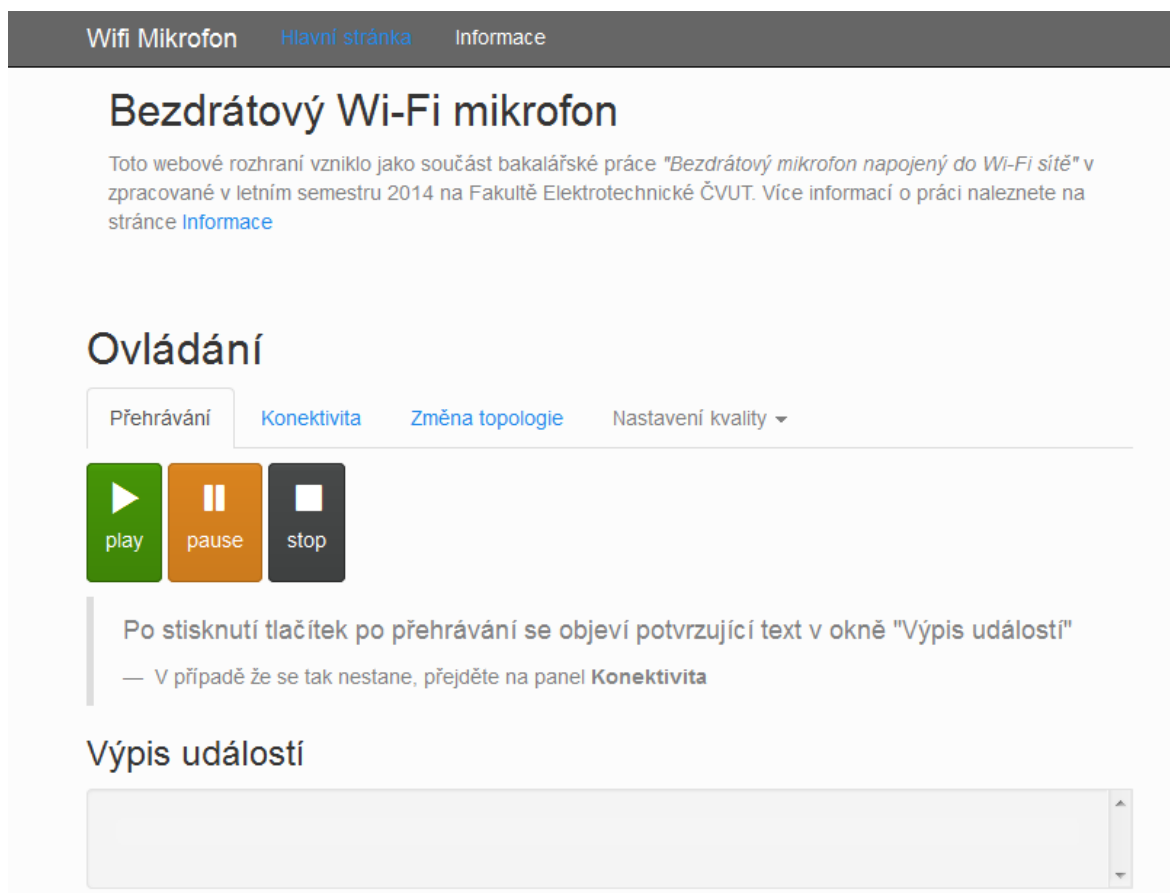 Wifi Mikrofon Hlavní stránka Informace
Bezdrátový Wi-Fi mikrofon
Toto webové rozhraní vzniklo jako součást bakalářské práce "Bezdrátový mikrofon napojený do Wi-Fi sítě" v
zpracované v letním semestru 2014 na Fakultě Elektrotechnické ČVUT. Více informací o práci naleznete na
stránce Informace
Ovládání
Přehrávání Konektivita Změna topologie Nastavení kvality
play pause stop
Po stisknutí tlačítek po přehrávání se objeví potvrzující text v okně "Výpis událostí"
— V případě že se tak nestane, přejděte na panel Konektivita
Výpis událostí